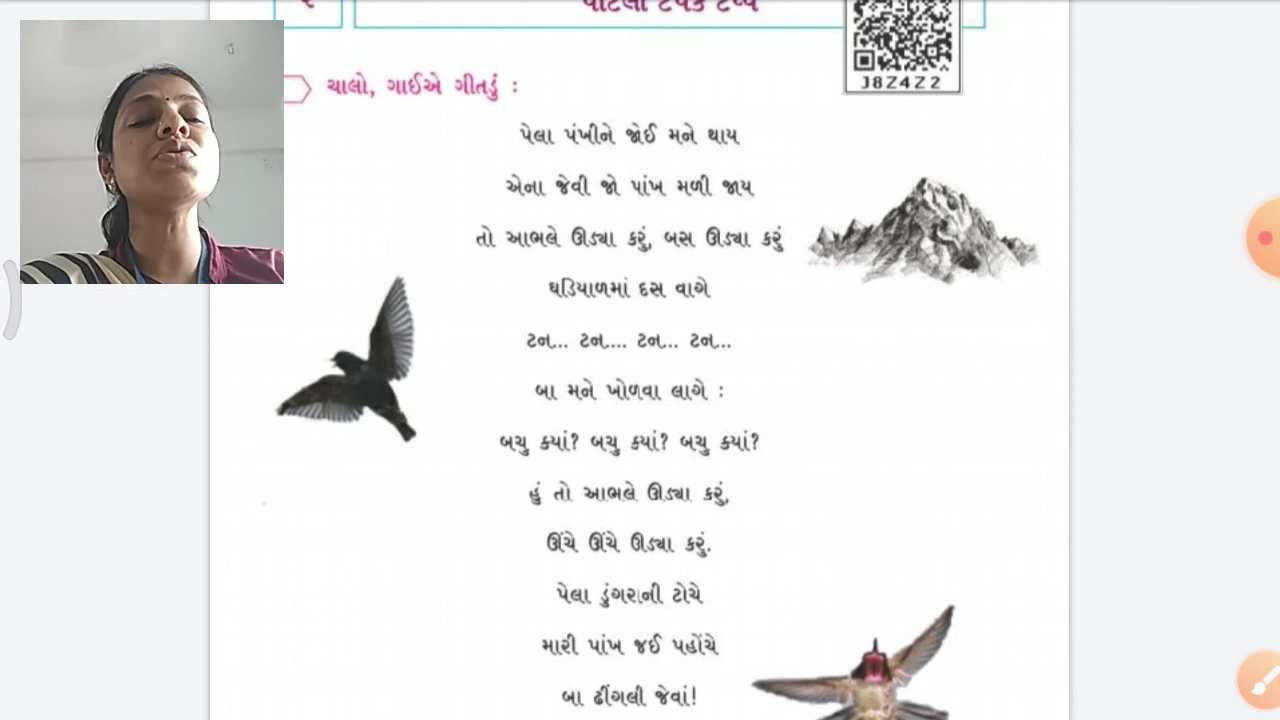 J8Z4Z2
ચાલો, ગાઈએ ગીતડું :
પેલા પંખીને જોઈ મને થાય
એના જેવી જો પાંખ મળી જાય
તો આભલે ઊડ્યા કરું, બસ ઊડ્યા કરું
ઘડિયાળમાં દસ વાગે
ટન... ટન.... ટન... ટન...
બા મને ખોળવા લાગે :
બચુ ક્યાં? બચુ ક્યાં? બચુ ક્યાં?
હું તો આભલે ઊડ્યા કરું,
ઊંચે ઊંચે ઊડ્યા કરું.
પેલા ડુંગરાની ટોચે
મારી પાંખ જઈ પહોંચે
બા ઢીંગલી જેવાં!